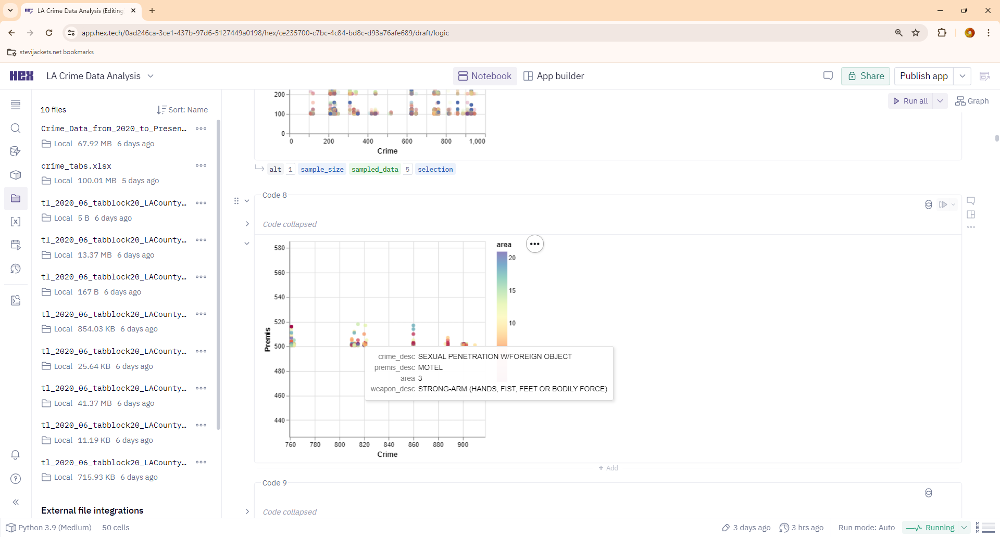 LA Crime Data Analysis (Editing
app.hex.tech/0ad246ca-3ce1-437b-97d6-5127449a0198/hex/ce235700-c7bc-4c84-bd8c-d93a76afe689/draft/logic
stevijackets.net bookmarks
HEX
LA Crime Data Analysis
Notebook
App builder
Share
Publish app
10 files
Sort: Name
Run all
Graph
Crime_Data_from_2020_to_Presen…
Local 67.92 MB 6 days ago
crime_tabs.xlsx
Local 100.01 MB 5 days ago
tl_2020_06_tabblock20_LACounty…
Local 5 B 6 days ago
tl_2020_06_tabblock20_LACounty…
Local 13.37 MB 6 days ago
tl_2020_06_tabblock20_LACounty…
Local 167 B 6 days ago
tl_2020_06_tabblock20_LACounty…
Local 854.03 KB 6 days ago
tl_2020_06_tabblock20_LACounty…
Local 25.64 KB 6 days ago
tl_2020_06_tabblock20_LACounty…
Local 41.37 MB 6 days ago
tl_2020_06_tabblock20_LACounty…
Local 11.19 KB 6 days ago
tl_2020_06_tabblock20_LACounty…
Local 715.93 KB 6 days ago
External file integrations
200
100
0
0 200 400 600 800 1,000
Crime
alt 1 sample_size sampled_data 5 selection
Code 8
Code collapsed
580
560
540
520
500
480
460
440
Premis
760 780 800 820 840 860 880 900
Crime
area
20
15
10
crime_desc SEXUAL PENETRATION W/FOREIGN OBJECT
premis_desc MOTEL
area 3
weapon_desc STRONG-ARM (HANDS, FIST, FEET OR BODILY FORCE)
+ Add
Code 9
Code collapsed
Python 3.9 (Medium)
50 cells
3 days ago
3 hrs ago
Run mode: Auto
Running
MEM